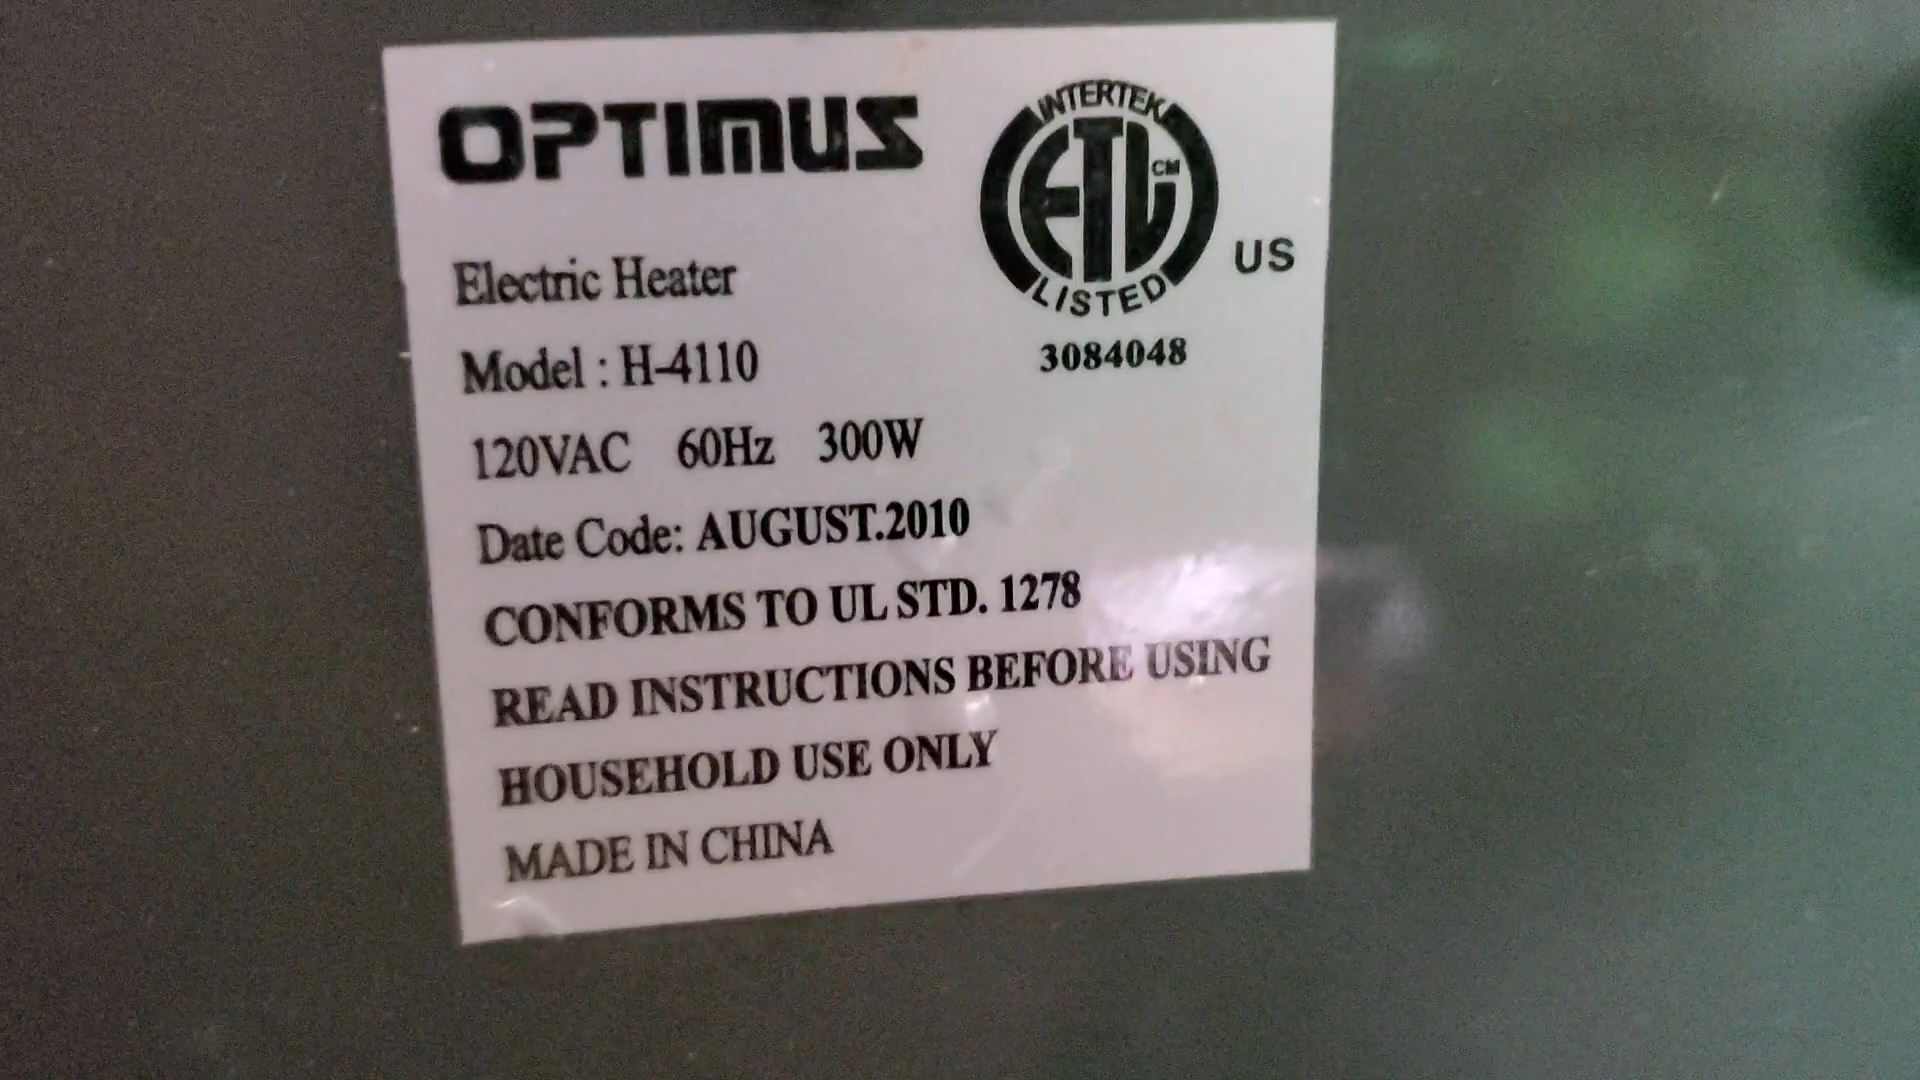 OPTIMUS
INTERTEK
ETL CM
LISTED
US
3084048
Electric Heater
Model : H-4110
120VAC 60Hz 300W
Date Code: AUGUST.2010
CONFORMS TO UL STD. 1278
READ INSTRUCTIONS BEFORE USING
HOUSEHOLD USE ONLY
MADE IN CHINA